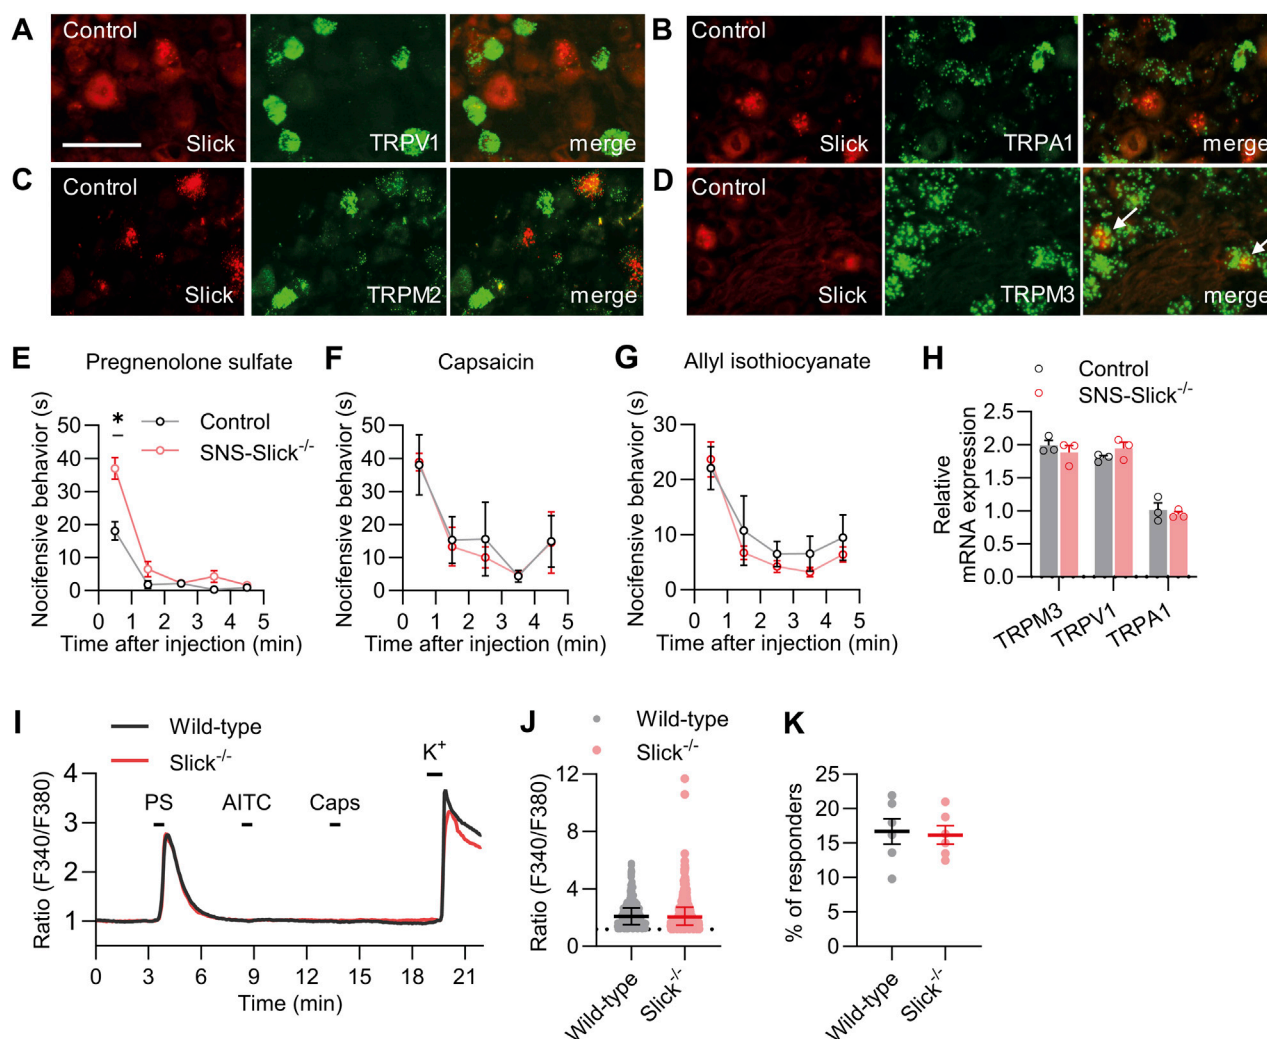 A
Control
Slick
TRPV1
merge
B
Control
Slick
TRPA1
merge
C
Control
Slick
TRPM2
merge
D
Control
Slick
TRPM3
merge
E
Pregnenolone sulfate
Nocifensive behavior (s)
50
40
30
20
10
0
*
Control
SNS-Slick-/-
0 1 2 3 4 5
Time after injection (min)
F
Capsaicin
Nocifensive behavior (s)
50
40
30
20
10
0
0 1 2 3 4 5
Time after injection (min)
G
Allyl isothiocyanate
Nocifensive behavior (s)
30
20
10
0
0 1 2 3 4 5
Time after injection (min)
H
Control
SNS-Slick-/-
Relative
mRNA expression
2.5
2.0
1.5
1.0
0.5
0.0
TRPM3
TRPV1
TRPA1
I
Wild-type
Slick-/-
Ratio (F340/F380)
4
3
2
1
PS
AITC
Caps
K+
0 3 6 9 12 15 18 21
Time (min)
J
Wild-type
Slick-/-
Ratio (F340/F380)
12
8
4
0
Wild-type
Slick-/-
K
% of responders
25
20
15
10
5
0
Wild-type
Slick-/-